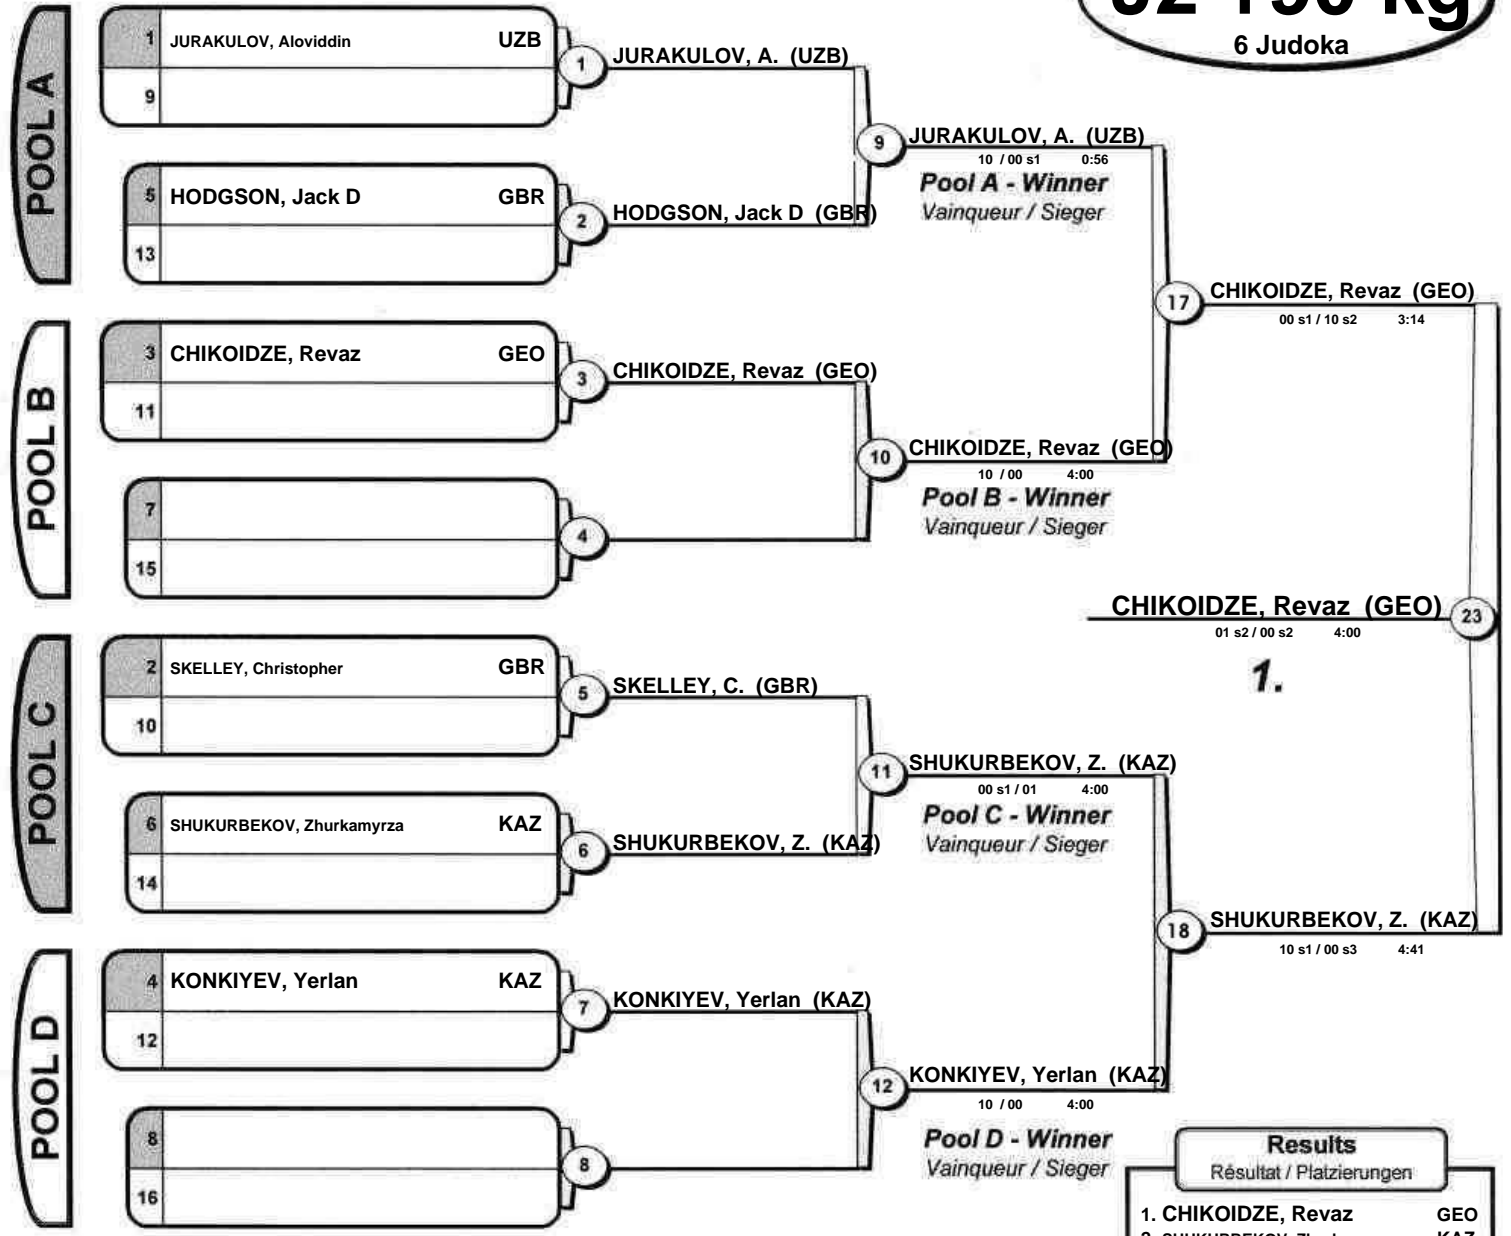 6 Judoka
POOL A
1 JURAKULOV, Aloviddin UZB
9
1 JURAKULOV, A. (UZB)
5 HODGSON, Jack D GBR
13
2 HODGSON, Jack D (GBR)
9 JURAKULOV, A. (UZB)
10 / 00 s1 0:56
Pool A - Winner
Vainqueur / Sieger
POOL B
3 CHIKOIDZE, Revaz GEO
11
3 CHIKOIDZE, Revaz (GEO)
7
15
4
10 CHIKOIDZE, Revaz (GEO)
10 / 00 4:00
Pool B - Winner
Vainqueur / Sieger
17 CHIKOIDZE, Revaz (GEO)
00 s1 / 10 s2 3:14
CHIKOIDZE, Revaz (GEO) 23
01 s2 / 00 s2 4:00
1.
POOL C
2 SKELLEY, Christopher GBR
10
5 SKELLEY, C. (GBR)
6 SHUKURBEKOV, Zhurkamyrza KAZ
14
6 SHUKURBEKOV, Z. (KAZ)
11 SHUKURBEKOV, Z. (KAZ)
00 s1 / 01 4:00
Pool C - Winner
Vainqueur / Sieger
18 SHUKURBEKOV, Z. (KAZ)
10 s1 / 00 s3 4:41
POOL D
4 KONKIYEV, Yerlan KAZ
12
7 KONKIYEV, Yerlan (KAZ)
8
16
8
12 KONKIYEV, Yerlan (KAZ)
10 / 00 4:00
Pool D - Winner
Vainqueur / Sieger
Results
Résultat / Platzierungen
1. CHIKOIDZE, Revaz GEO